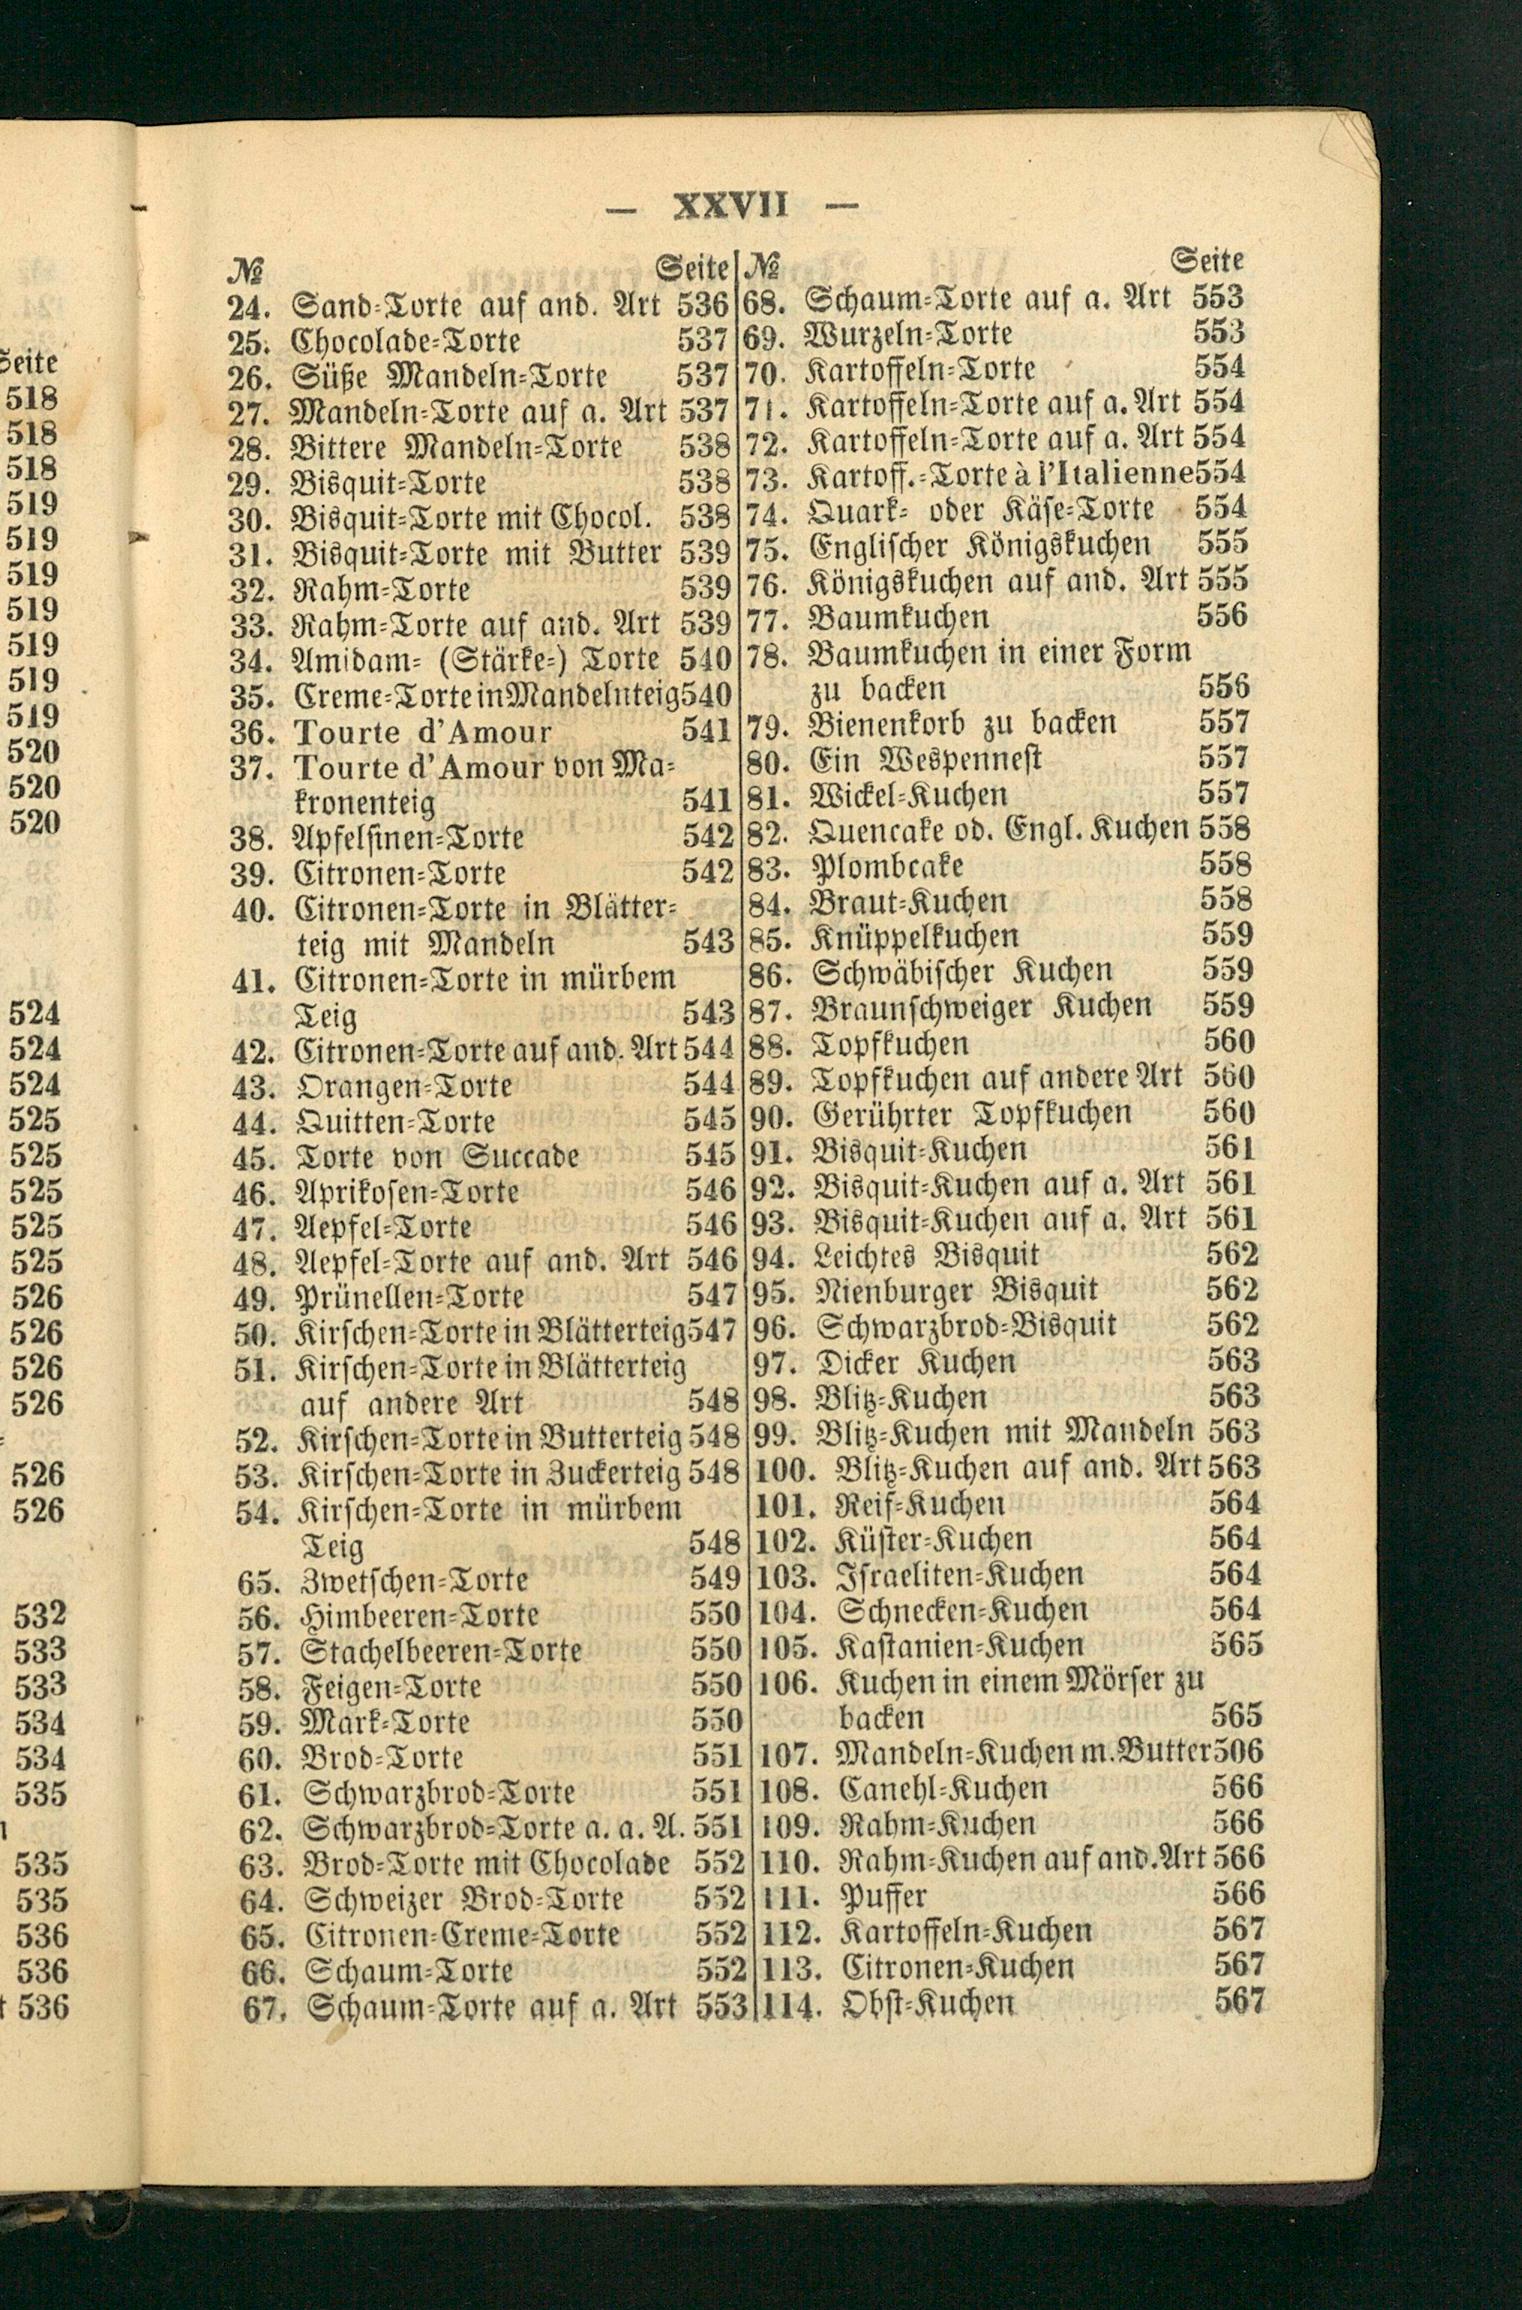 Seite
518
518
518
519
519
519
519
519
519
519
520
520
520
524
524
524
525
525
525
525
525
526
526
526
526
526
526
532
533
533
534
534
535
535
535
536
536
536
— XXVII —
№ Seite
24. Sand-Torte auf and. Art 536
25. Chocolade-Torte 537
26. Süße Mandeln-Torte 537
27. Mandeln-Torte auf a. Art 537
28. Bittere Mandeln-Torte 538
29. Bisquit-Torte 538
30. Bisquit-Torte mit Chocol. 538
31. Bisquit-Torte mit Butter 539
32. Rahm-Torte 539
33. Rahm-Torte auf and. Art 539
34. Amidam- (Stärke-) Torte 540
35. Creme-Torte in Mandelnteig 540
36. Tourte d'Amour 541
37. Tourte d'Amour von Ma-
kronenteig 541
38. Apfelsinen-Torte 542
39. Citronen-Torte 542
40. Citronen-Torte in Blätter-
teig mit Mandeln 543
41. Citronen-Torte in mürbem
Teig 543
42. Citronen-Torte auf and. Art 544
43. Orangen-Torte 544
44. Quitten-Torte 545
45. Torte von Succade 545
46. Aprikosen-Torte 546
47. Aepfel-Torte 546
48. Aepfel-Torte auf and. Art 546
49. Prünellen-Torte 547
50. Kirschen-Torte in Blätterteig 547
51. Kirschen-Torte in Blätterteig
auf andere Art 548
52. Kirschen-Torte in Butterteig 548
53. Kirschen-Torte in Zuckerteig 548
54. Kirschen-Torte in mürbem
Teig 548
65. Zwetschen-Torte 549
56. Himbeeren-Torte 550
57. Stachelbeeren-Torte 550
58. Feigen-Torte 550
59. Mark-Torte 550
60. Brod-Torte 551
61. Schwarzbrod-Torte 551
62. Schwarzbrod-Torte a. a. A. 551
63. Brod-Torte mit Chocolade 552
64. Schweizer Brod-Torte 552
65. Citronen-Creme-Torte 552
66. Schaum-Torte 552
67. Schaum-Torte auf a. Art 553
№ Seite
68. Schaum-Torte auf a. Art 553
69. Wurzeln-Torte 553
70. Kartoffeln-Torte 554
71. Kartoffeln-Torte auf a. Art 554
72. Kartoffeln-Torte auf a. Art 554
73. Kartoff.-Torte à l'Italienne 554
74. Quark- oder Käse-Torte 554
75. Englischer Königskuchen 555
76. Königskuchen auf and. Art 555
77. Baumkuchen 556
78. Baumkuchen in einer Form
zu backen 556
79. Bienenkorb zu backen 557
80. Ein Wespennest 557
81. Wickel-Kuchen 557
82. Quencake od. Engl. Kuchen 558
83. Plombcake 558
84. Braut-Kuchen 558
85. Knüppelkuchen 559
86. Schwäbischer Kuchen 559
87. Braunschweiger Kuchen 559
88. Topfkuchen 560
89. Topfkuchen auf andere Art 560
90. Gerührter Topfkuchen 560
91. Bisquit-Kuchen 561
92. Bisquit-Kuchen auf a. Art 561
93. Bisquit-Kuchen auf a. Art 561
94. Leichtes Bisquit 562
95. Nienburger Bisquit 562
96. Schwarzbrod-Bisquit 562
97. Dicker Kuchen 563
98. Blitz-Kuchen 563
99. Blitz-Kuchen mit Mandeln 563
100. Blitz-Kuchen auf and. Art 563
101. Reif-Kuchen 564
102. Küster-Kuchen 564
103. Israeliten-Kuchen 564
104. Schnecken-Kuchen 564
105. Kastanien-Kuchen 565
106. Kuchen in einem Mörser zu
backen 565
107. Mandeln-Kuchen m. Butter 506
108. Canehl-Kuchen 566
109. Rahm-Kuchen 566
110. Rahm-Kuchen auf and. Art 566
111. Puffer 566
112. Kartoffeln-Kuchen 567
113. Citronen-Kuchen 567
114. Obst-Kuchen 567